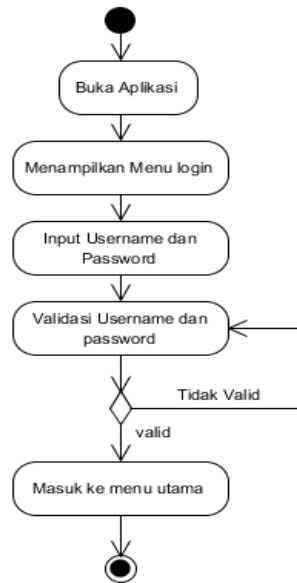 Buka Aplikasi
Menampilkan Menu login
Input Username dan
Password
Validasi Username dan
password
Tidak Valid
valid
Masuk ke menu utama